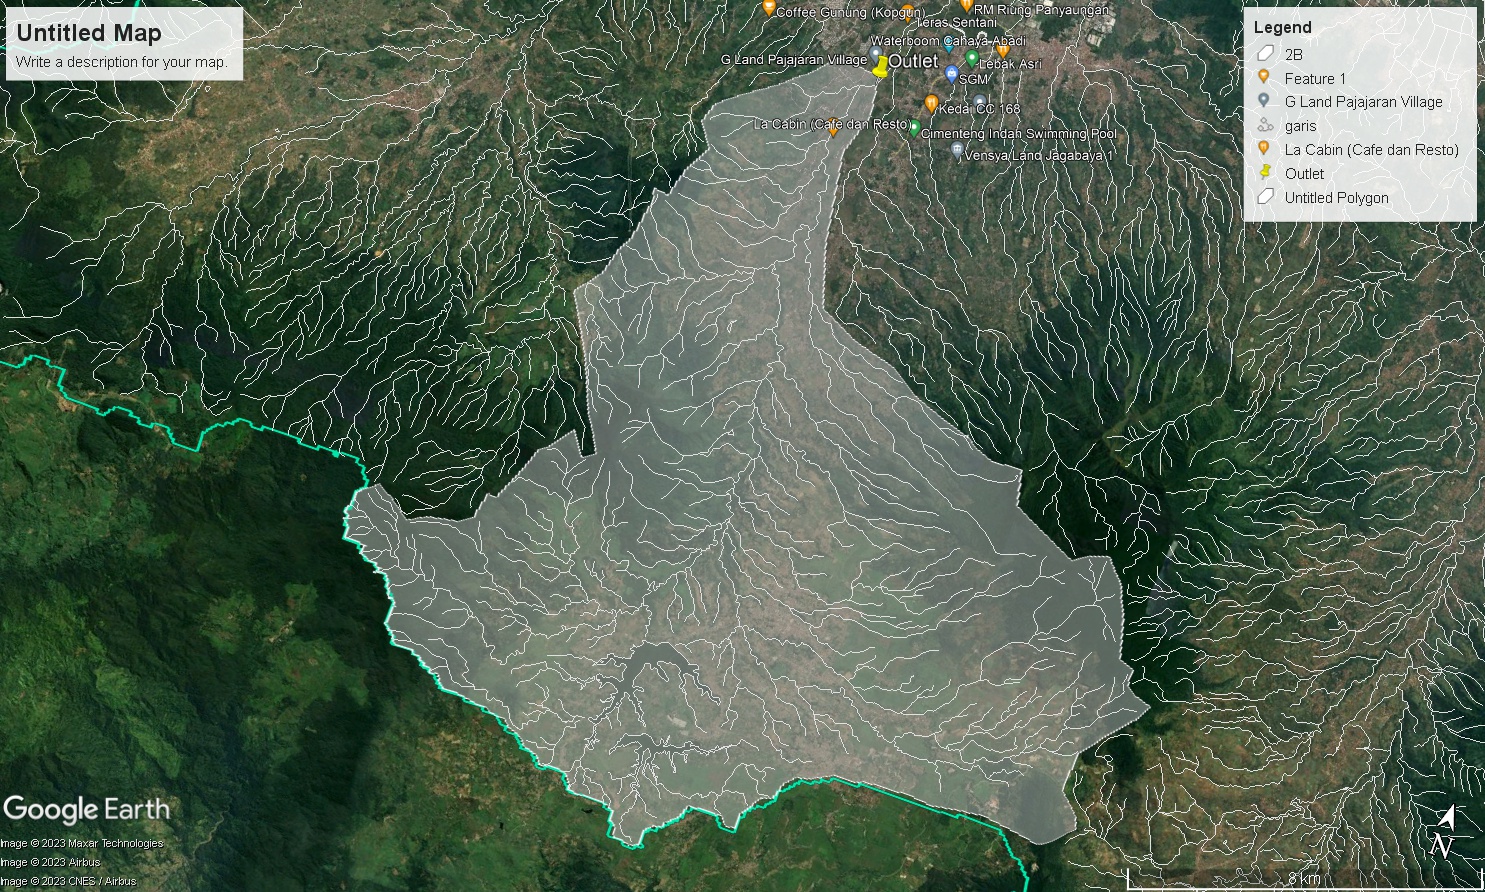 Untitled Map
Write a description for your map.
Coffee Gunung (Kopgun)
RM Riung Panyaungan
Teras Sentani
Waterboom Cahaya Abadi
G Land Pajajaran Village
Outlet
Lebak Asri
SGM
Kedai CC 168
La Cabin (Cafe dan Resto)
Cimenteng Indah Swimming Pool
Vensya Land Jagabaya 1
Legend
2B
Feature 1
G Land Pajajaran Village
garis
La Cabin (Cafe dan Resto)
Outlet
Untitled Polygon
Google Earth
Image © 2023 Maxar Technologies
Image © 2023 Airbus
Image © 2023 CNES / Airbus
N
8 km